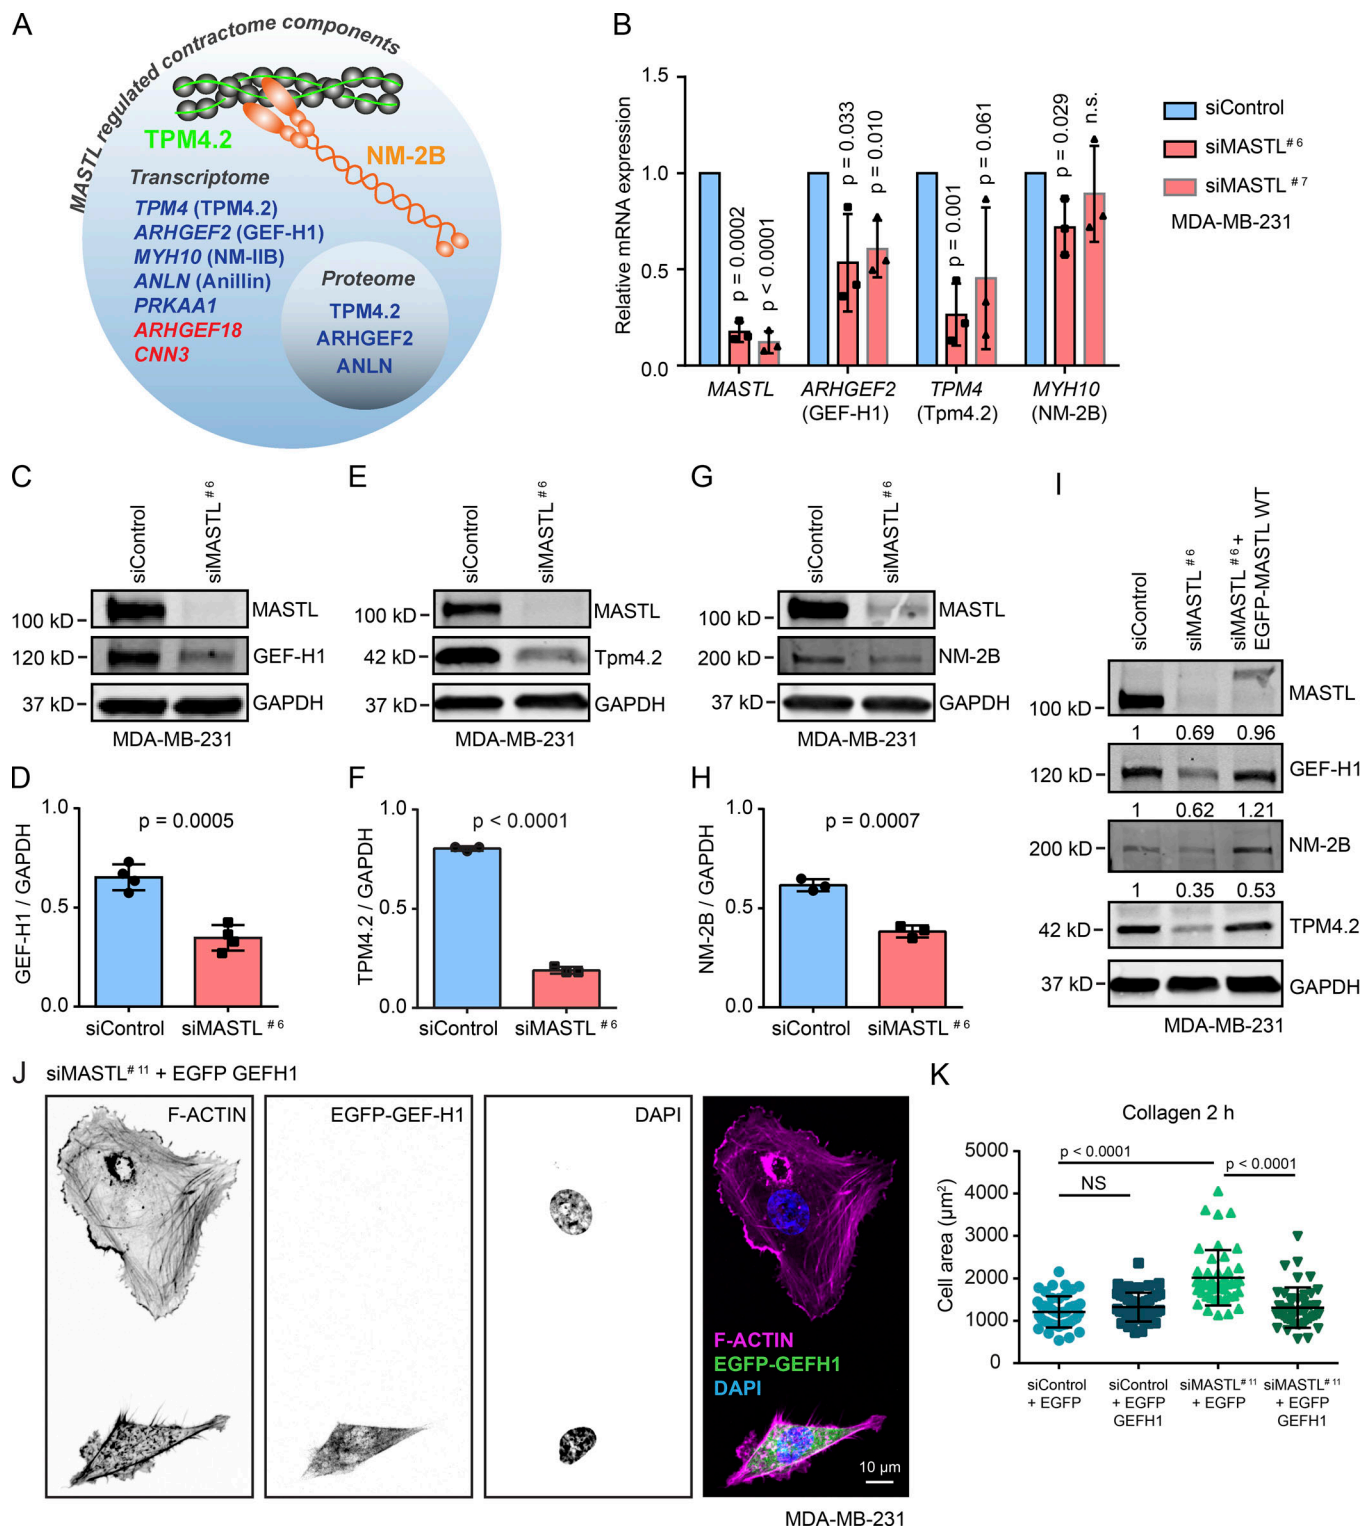 A
MASTL regulated contractome components
TPM4.2
NM-2B
Transcriptome
TPM4 (TPM4.2)
ARHGEF2 (GEF-H1)
MYH10 (NM-IIB)
ANLN (Anillin)
PRKAA1
ARHGEF18
CNN3
Proteome
TPM4.2
ARHGEF2
ANLN
B
Relative mRNA expression
1.5
1.0
0.5
0.0
p = 0.0002
p < 0.0001
p = 0.033
p = 0.010
p = 0.001
p = 0.061
p = 0.029
n.s.
MASTL
ARHGEF2
(GEF-H1)
TPM4
(Tpm4.2)
MYH10
(NM-2B)
siControl
siMASTL#6
siMASTL#7
MDA-MB-231
C
siControl
siMASTL#6
100 kD
MASTL
120 kD
GEF-H1
37 kD
GAPDH
MDA-MB-231
E
siControl
siMASTL#6
100 kD
MASTL
42 kD
Tpm4.2
37 kD
GAPDH
MDA-MB-231
G
siControl
siMASTL#6
100 kD
MASTL
200 kD
NM-2B
37 kD
GAPDH
MDA-MB-231
I
siControl
siMASTL#6
siMASTL#6 +
EGFP-MASTL WT
100 kD
MASTL
1 0.69 0.96
120 kD
GEF-H1
1 0.62 1.21
200 kD
NM-2B
1 0.35 0.53
42 kD
TPM4.2
37 kD
GAPDH
MDA-MB-231
D
GEF-H1 / GAPDH
1.0
0.5
0.0
p = 0.0005
siControl
siMASTL#6
F
TPM4.2 / GAPDH
1.0
0.5
0.0
p < 0.0001
siControl
siMASTL#6
H
NM-2B / GAPDH
1.0
0.5
0.0
p = 0.0007
siControl
siMASTL#6
J
siMASTL#11 + EGFP GEFH1
F-ACTIN
EGFP-GEF-H1
DAPI
F-ACTIN
EGFP-GEFH1
DAPI
10 µm
MDA-MB-231
K
Collagen 2 h
Cell area (µm²)
5000
4000
3000
2000
1000
0
p < 0.0001
p < 0.0001
NS
siControl
+ EGFP
siControl
+ EGFP
GEFH1
siMASTL#11
+ EGFP
siMASTL#11
+ EGFP
GEFH1